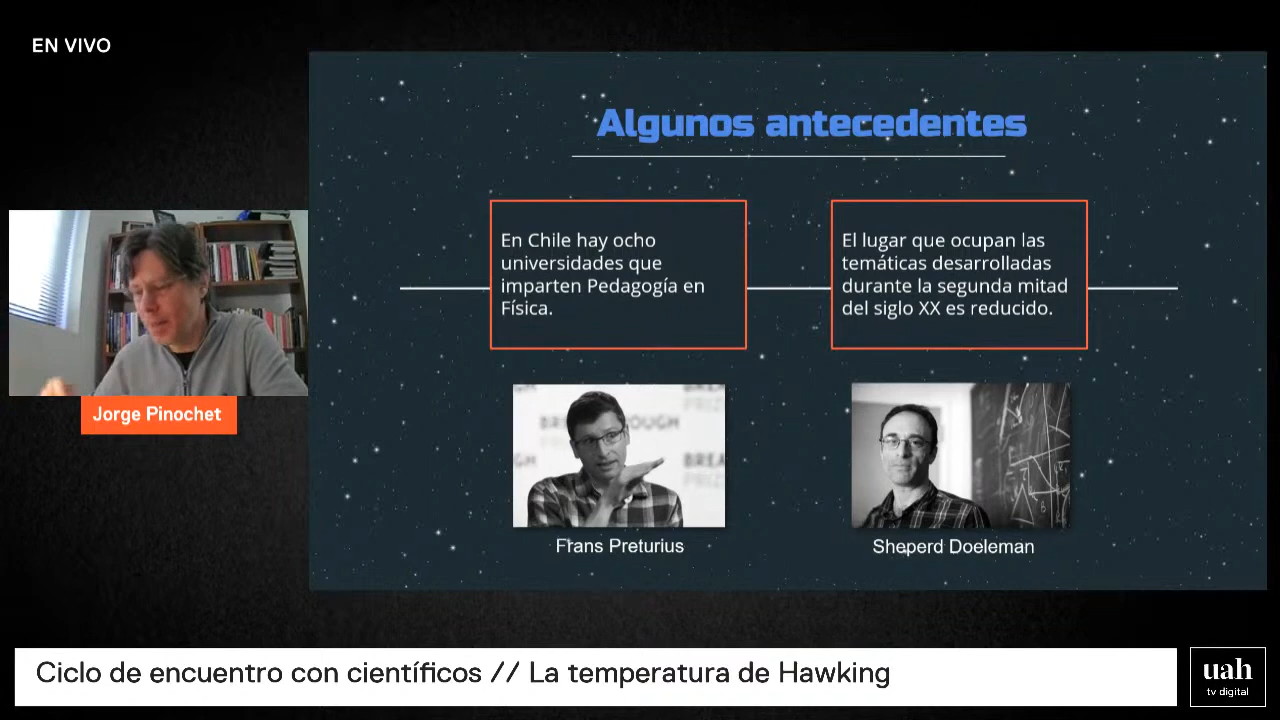 EN VIVO
Algunos antecedentes
En Chile hay ocho
universidades que
imparten Pedagogía en
Física.
El lugar que ocupan las
temáticas desarrolladas
durante la segunda mitad
del siglo XX es reducido.
Jorge Pinochet
Frans Preturius
Sheperd Doeleman
Ciclo de encuentro con científicos // La temperatura de Hawking
uah
tv digital